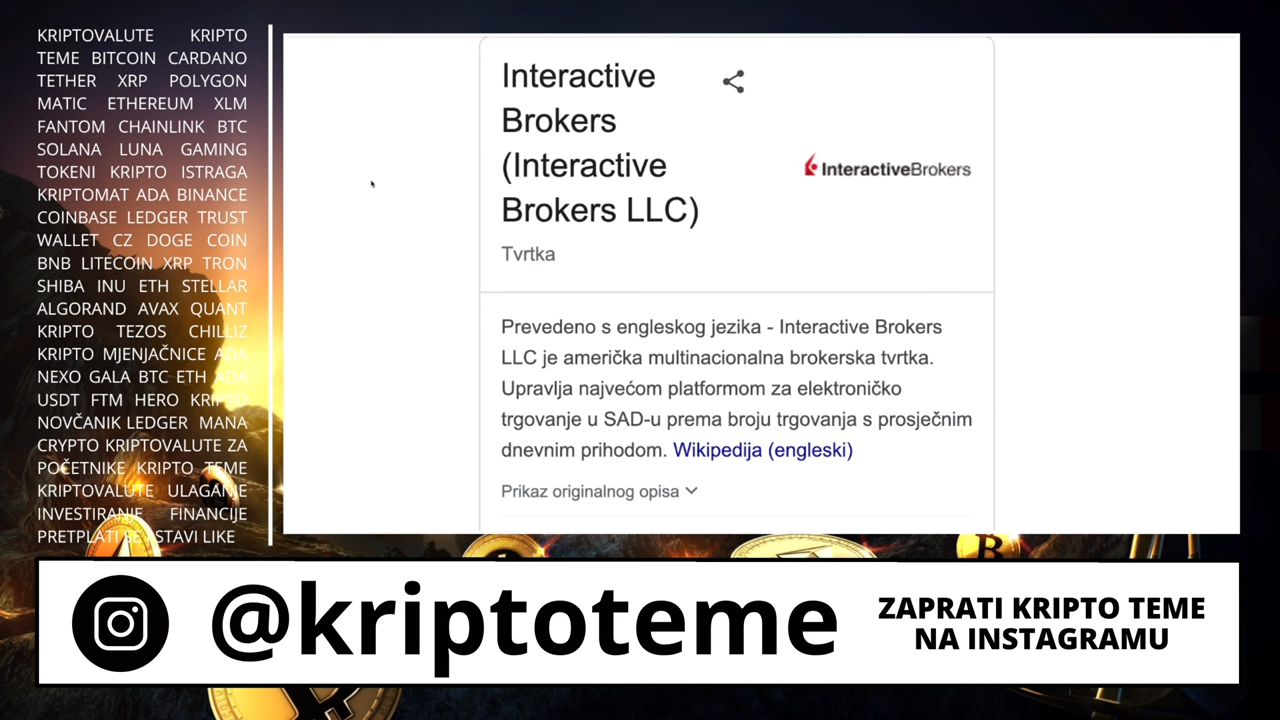 KRIPTOVALUTE KRIPTO
TEME BITCOIN CARDANO
TETHER XRP POLYGON
MATIC ETHEREUM XLM
FANTOM CHAINLINK BTC
SOLANA LUNA GAMING
TOKENI KRIPTO ISTRAGA
KRIPTOMAT ADA BINANCE
COINBASE LEDGER TRUST
WALLET CZ DOGE COIN
BNB LITECOIN XRP TRON
SHIBA INU ETH STELLAR
ALGORAND AVAX QUANT
KRIPTO TEZOS CHILLIZ
KRIPTO MJENJAČNICE ADA
NEXO GALA BTC ETH ADA
USDT FTM HERO KRIPTO
NOVČANIK LEDGER MANA
CRYPTO KRIPTOVALUTE ZA
POČETNIKE KRIPTO TEME
KRIPTOVALUTE ULAGANJE
INVESTIRANJE FINANCIJE
PRETPLATI SE OSTAVI LIKE
Interactive
Brokers
(Interactive
Brokers LLC)
InteractiveBrokers
Tvrtka
Prevedeno s engleskog jezika - Interactive Brokers
LLC je američka multinacionalna brokerska tvrtka.
Upravlja najvećom platformom za elektroničko
trgovanje u SAD-u prema broju trgovanja s prosječnim
dnevnim prihodom. Wikipedija (engleski)
Prikaz originalnog opisa
@kriptoteme
ZAPRATI KRIPTO TEME
NA INSTAGRAMU